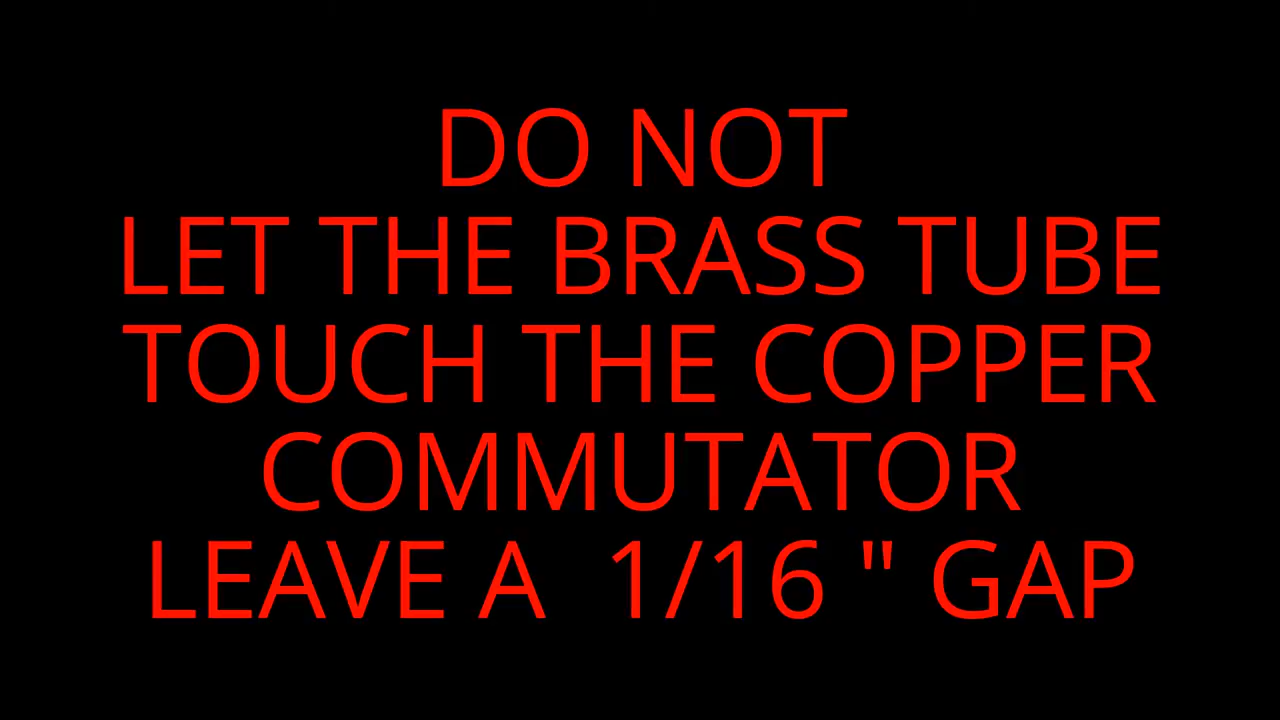 DO NOT
LET THE BRASS TUBE
TOUCH THE COPPER
COMMUTATOR
LEAVE A  1/16 " GAP